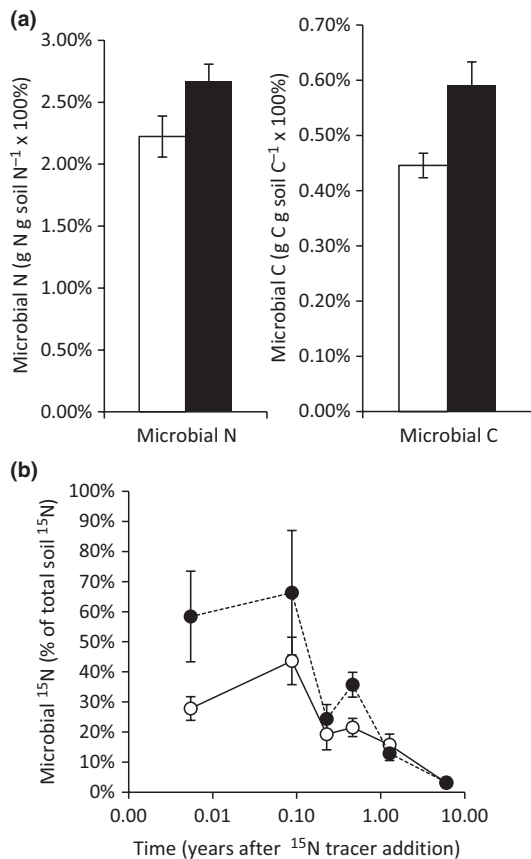 (a)
3.00%
2.50%
2.00%
1.50%
1.00%
0.50%
0.00%
Microbial N (g N g soil N⁻¹ x 100%)
Microbial N
0.70%
0.60%
0.50%
0.40%
0.30%
0.20%
0.10%
0.00%
Microbial C (g C g soil C⁻¹ x 100%)
Microbial C
(b)
100%
90%
80%
70%
60%
50%
40%
30%
20%
10%
0%
Microbial ¹⁵N (% of total soil ¹⁵N)
0.00 0.01 0.10 1.00 10.00
Time (years after ¹⁵N tracer addition)